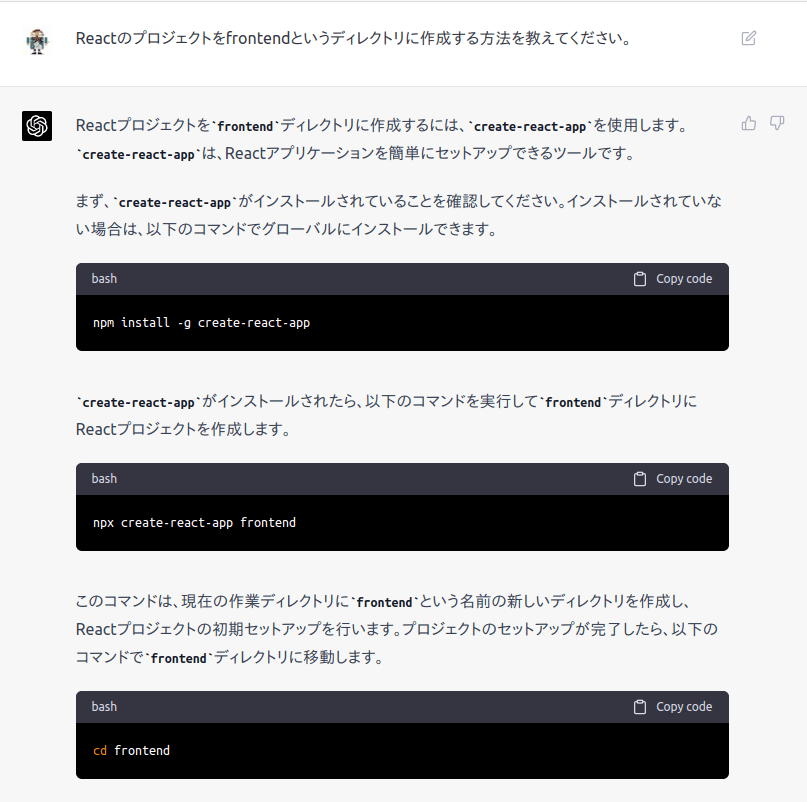 Reactのプロジェクトをfrontendというディレクトリに作成する方法を教えてください。
Reactプロジェクトを`frontend`ディレクトリに作成するには、`create-react-app`を使用します。
`create-react-app`は、Reactアプリケーションを簡単にセットアップできるツールです。
まず、`create-react-app`がインストールされていることを確認してください。インストールされていな
い場合は、以下のコマンドでグローバルにインストールできます。
bash
Copy code
npm install -g create-react-app
`create-react-app`がインストールされたら、以下のコマンドを実行して`frontend`ディレクトリに
Reactプロジェクトを作成します。
bash
Copy code
npx create-react-app frontend
このコマンドは、現在の作業ディレクトリに`frontend`という名前の新しいディレクトリを作成し、
Reactプロジェクトの初期セットアップを行います。プロジェクトのセットアップが完了したら、以下の
コマンドで`frontend`ディレクトリに移動します。
bash
Copy code
cd frontend